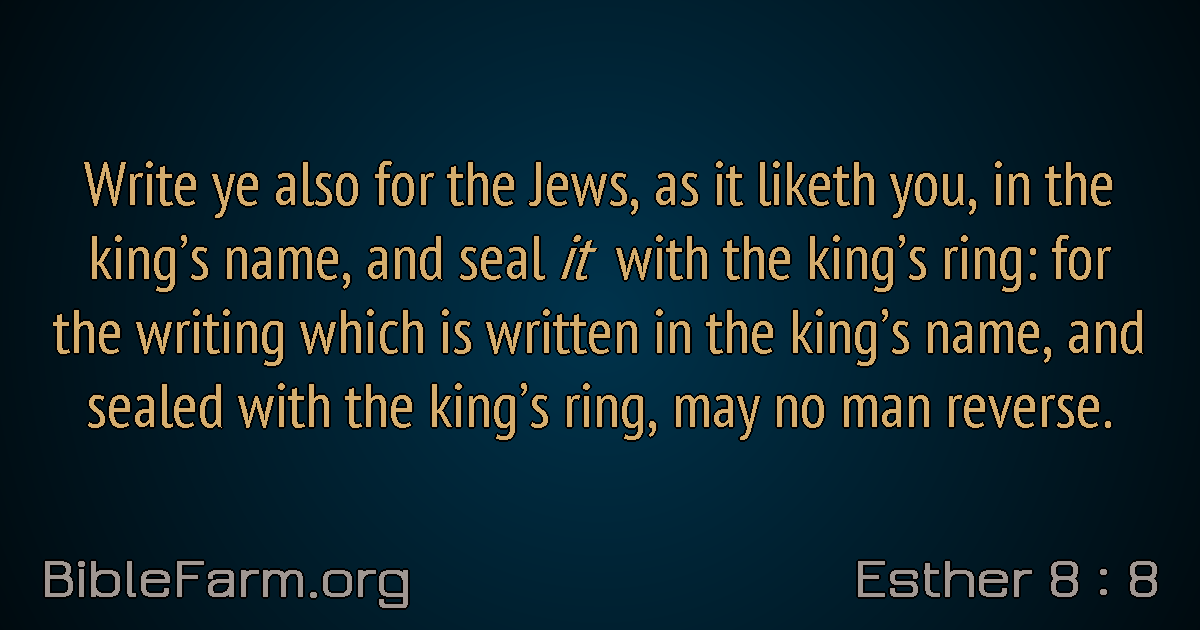 Write ye also for the Jews, as it liketh you, in the
king’s name, and seal it with the king’s ring: for
the writing which is written in the king’s name, and
sealed with the king’s ring, may no man reverse.
BibleFarm.org
Esther 8 : 8